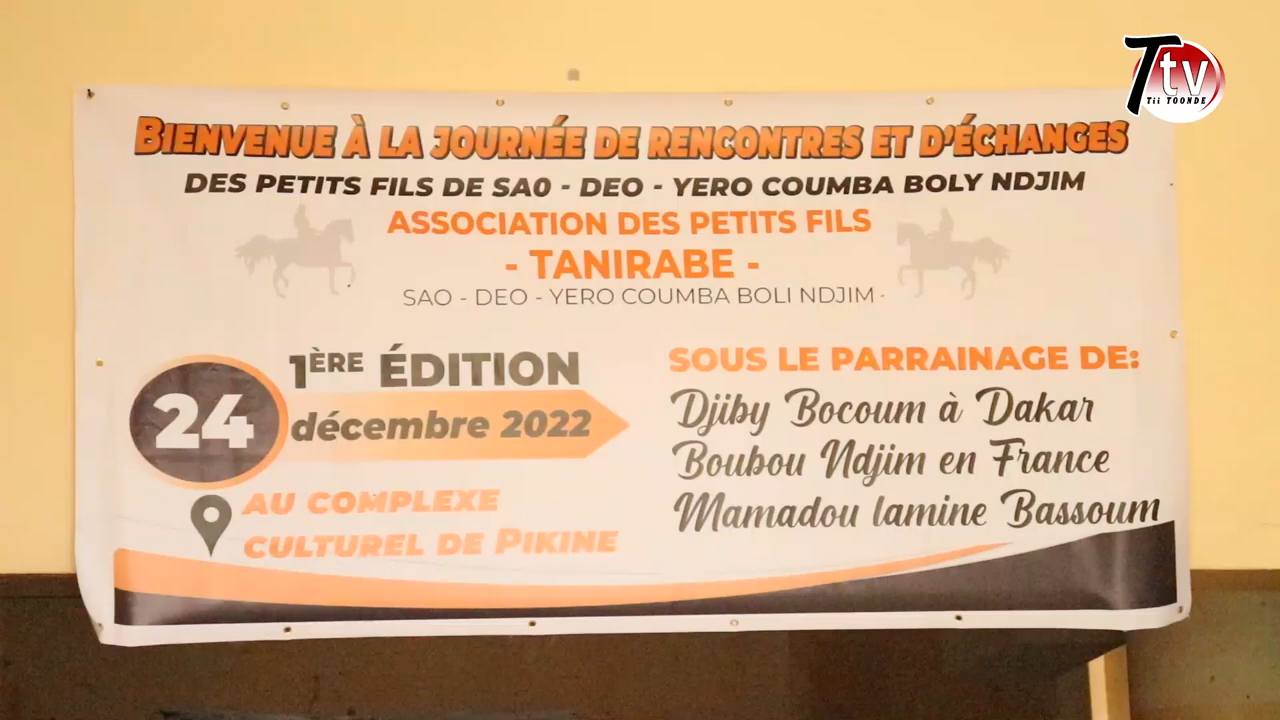 BIENVENUE À LA JOURNÉE DE RENCONTRES ET D'ÉCHANGES
DES PETITS FILS DE SA0 - DEO - YERO COUMBA BOLY NDJIM
ASSOCIATION DES PETITS FILS
- TANIRABE -
SAO - DEO - YERO COUMBA BOLI NDJIM
1ÈRE ÉDITION
24 décembre 2022
AU COMPLEXE
CULTUREL DE PIKINE
SOUS LE PARRAINAGE DE:
Djiby Bocoum à Dakar
Boubou Ndjim en France
Mamadou lamine Bassoum
Ttv
Tii TOONDE